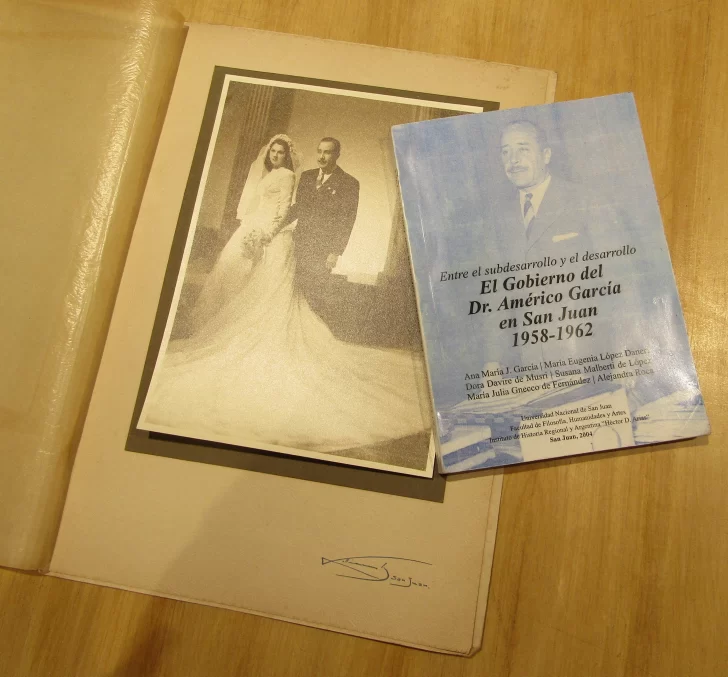 Entre el subdesarrollo y el desarrollo
El Gobierno del
Dr. Américo García
en San Juan
1958-1962
Ana María J. García | María Eugenia López Daneri
Dora Davire de Musri | Susana Malberti de López
María Julia Gnecco de Fernández | Alejandra Roca
Universidad Nacional de San Juan
Facultad de Filosofía, Humanidades y Artes
Instituto de Historia Regional y Argentina "Héctor D. Arias"
San Juan, 2004
San Juan.